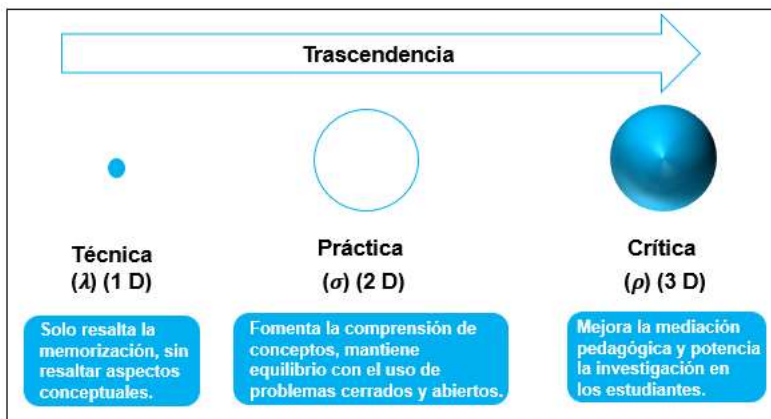 Trascendencia
Técnica
(λ) (1 D)
Solo resalta la
memorización, sin
resaltar aspectos
conceptuales.
Práctica
(σ) (2 D)
Fomenta la comprensión de
conceptos, mantiene
equilibrio con el uso de
problemas cerrados y abiertos.
Crítica
(ρ) (3 D)
Mejora la mediación
pedagógica y potencia
la investigación en
los estudiantes.